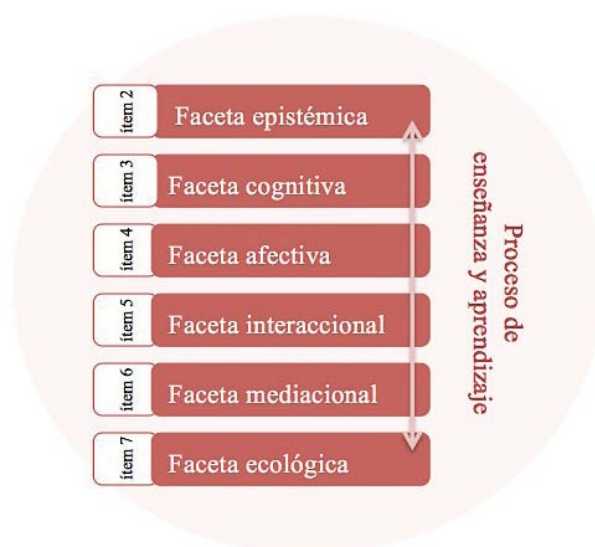 ítem 2
Faceta epistémica
ítem 3
Faceta cognitiva
ítem 4
Faceta afectiva
ítem 5
Faceta interaccional
ítem 6
Faceta mediacional
ítem 7
Faceta ecológica
Proceso de
enseñanza y aprendizaje